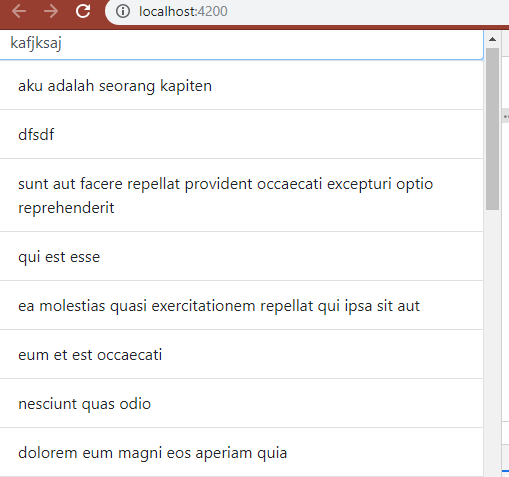 localhost:4200
kafjksaj
aku adalah seorang kapiten
dfsdf
sunt aut facere repellat provident occaecati excepturi optio
reprehenderit
qui est esse
ea molestias quasi exercitationem repellat qui ipsa sit aut
eum et est occaecati
nesciunt quas odio
dolorem eum magni eos aperiam quia